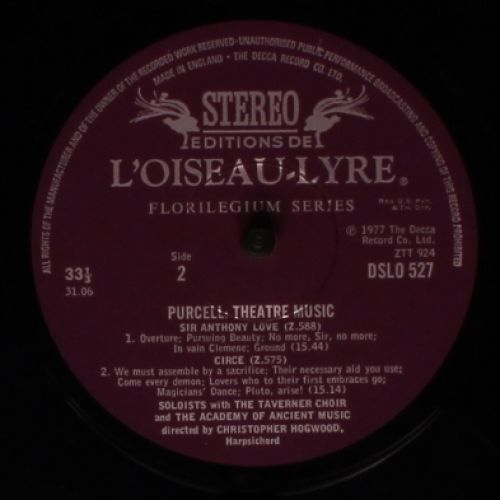 ALL RIGHTS OF THE MANUFACTURER AND OF THE OWNER OF THE RECORDED WORK RESERVED-UNAUTHORISED PUBLIC PERFORMANCE BROADCASTING AND COPYING OF THIS RECORD PROHIBITED
MADE IN ENGLAND • THE DECCA RECORD CO. LTD.
STEREO
EDITIONS DE
L'OISEAU-LYRE®
FLORILEGIUM SERIES
REG U.S. Pat.
& Tm. Off.
℗ 1977 The Decca
Record Co. Ltd.
ZTT 924
Side
33⅓ 2 DSLO 527
31.06
PURCELL: THEATRE MUSIC
SIR ANTHONY LOVE (Z.588)
1. Overture; Pursuing Beauty; No more, Sir, no more;
In vain Clemene; Ground (15.44)
CIRCE (Z.575)
2. We must assemble by a sacrifice; Their necessary aid you use;
Come every demon; Lovers who to their first embraces go;
Magicians' Dance; Pluto, arise! (15.14)
SOLOISTS with THE TAVERNER CHOIR
and THE ACADEMY OF ANCIENT MUSIC
directed by CHRISTOPHER HOGWOOD,
Harpsichord